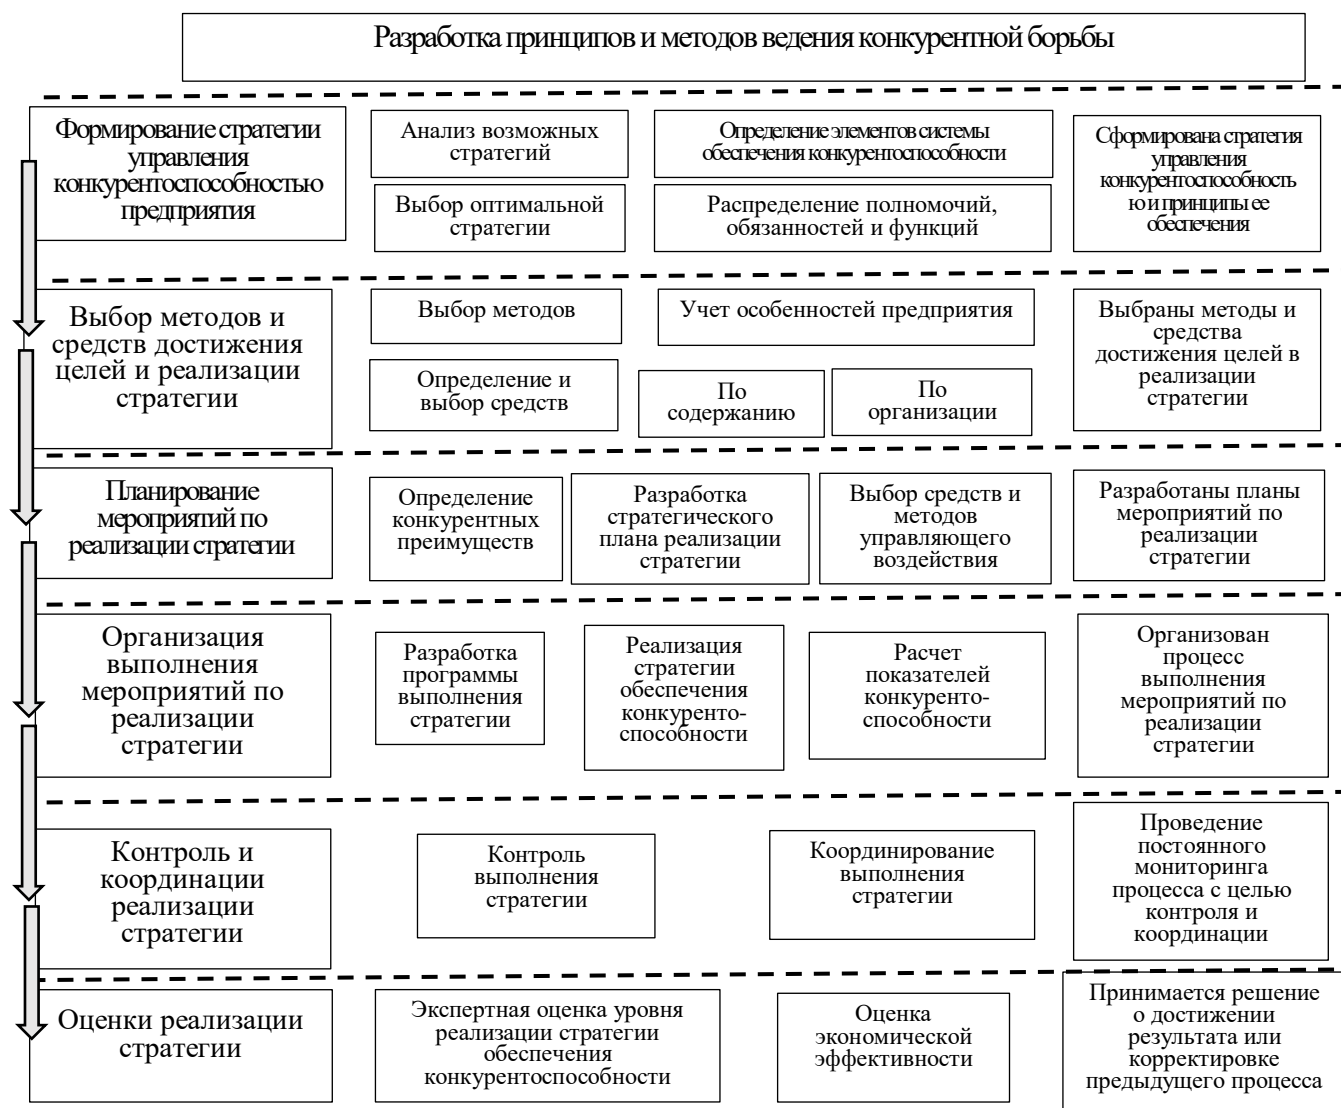 Разработка принципов и методов ведения конкурентной борьбы
Формирование стратегии
управления
конкурентоспособностью
предприятия
Анализ возможных
стратегий
Определение элементов системы
обеспечения конкурентоспособности
Выбор оптимальной
стратегии
Распределение полномочий,
обязанностей и функций
Сформирована стратегия
управления
конкурентоспособность
ю и принципы ее
обеспечения
Выбор методов и
средств достижения
целей и реализации
стратегии
Выбор методов
Учет особенностей предприятия
Определение и
выбор средств
По
содержанию
По
организации
Выбраны методы и
средства
достижения целей в
реализации
стратегии
Планирование
мероприятий по
реализации стратегии
Определение
конкурентных
преимуществ
Разработка
стратегического
плана реализации
стратегии
Выбор средств и
методов
управляющего
воздействия
Разработаны планы
мероприятий по
реализации
стратегии
Организация
выполнения
мероприятий по
реализации
стратегии
Разработка
программы
выполнения
стратегии
Реализация
стратегии
обеспечения
конкуренто-
способности
Расчет
показателей
конкуренто-
способности
Организован
процесс
выполнения
мероприятий по
реализации
стратегии
Контроль и
координации
реализации
стратегии
Контроль
выполнения
стратегии
Координирование
выполнения
стратегии
Проведение
постоянного
мониторинга
процесса с целью
контроля и
координации
Оценки реализации
стратегии
Экспертная оценка уровня
реализации стратегии
обеспечения
конкурентоспособности
Оценка
экономической
эффективности
Принимается решение
о достижении
результата или
корректировке
предыдущего процесса